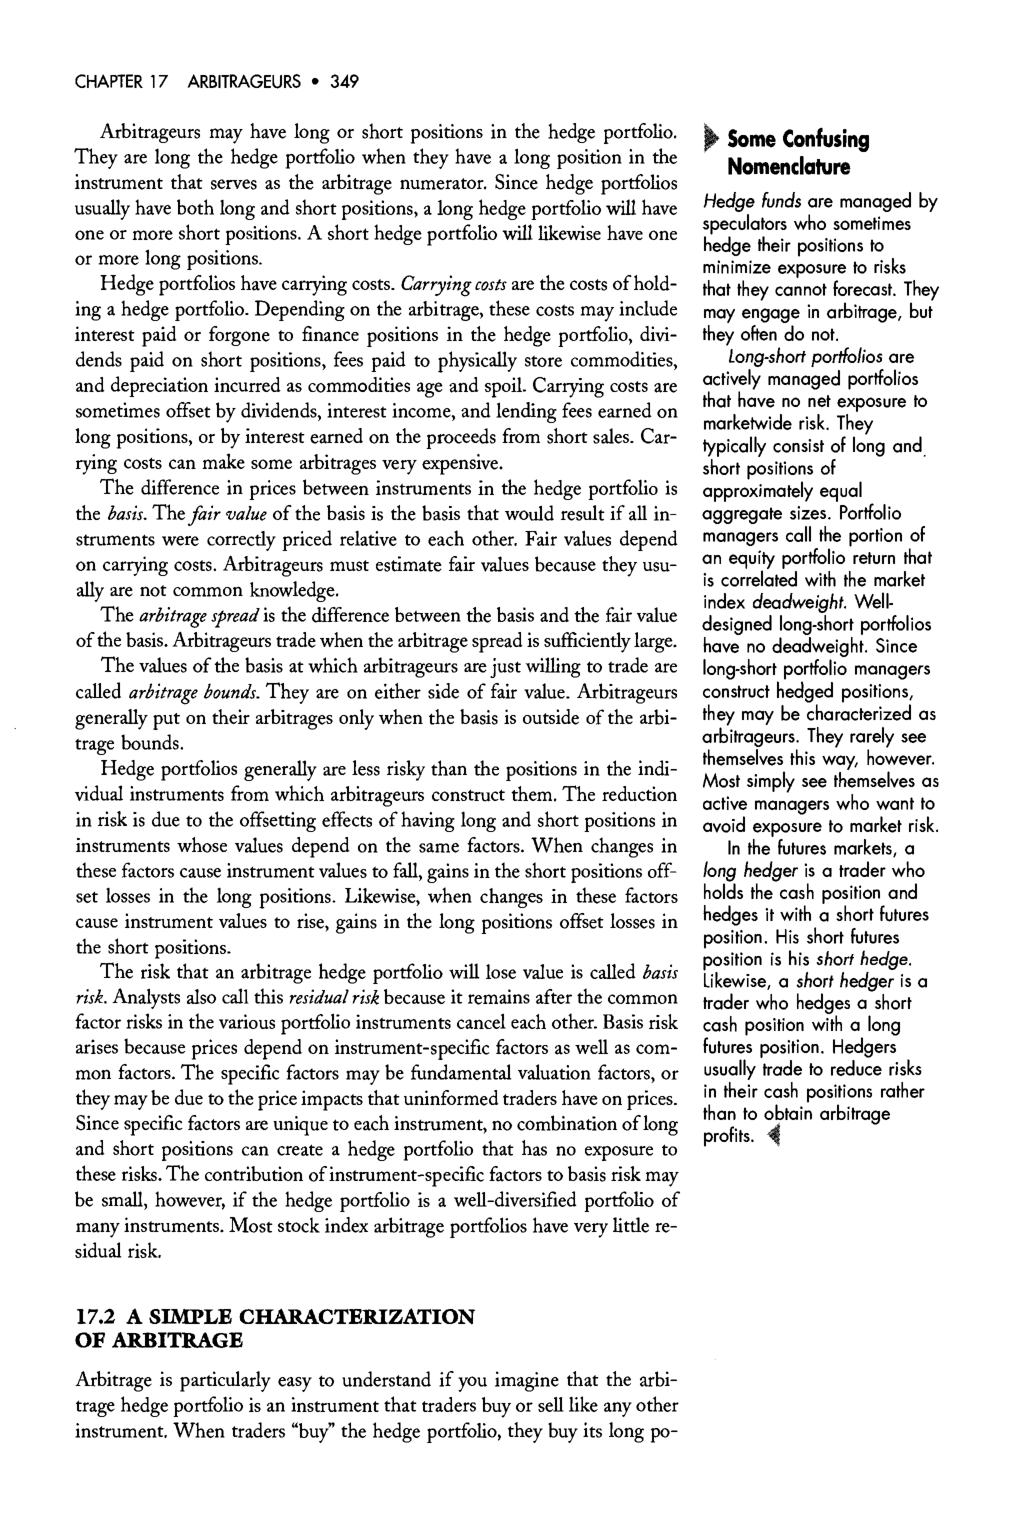 CHAPTER 17 ARBITRAGEURS • 349
Arbitrageurs may have long or short positions in the hedge portfolio.
They are long the hedge portfolio when they have a long position in the
instrument that serves as the arbitrage numerator. Since hedge portfolios
usually have both long and short positions, a long hedge portfolio will have
one or more short positions. A short hedge portfolio will likewise have one
or more long positions.
Hedge portfolios have carrying costs. Carrying costs are the costs of hold-
ing a hedge portfolio. Depending on the arbitrage, these costs may include
interest paid or forgone to finance positions in the hedge portfolio, divi-
dends paid on short positions, fees paid to physically store commodities,
and depreciation incurred as commodities age and spoil. Carrying costs are
sometimes offset by dividends, interest income, and lending fees earned on
long positions, or by interest earned on the proceeds from short sales. Car-
rying costs can make some arbitrages very expensive.
The difference in prices between instruments in the hedge portfolio is
the basis. The fair value of the basis is the basis that would result if all in-
struments were correctly priced relative to each other. Fair values depend
on carrying costs. Arbitrageurs must estimate fair values because they usu-
ally are not common knowledge.
The arbitrage spread is the difference between the basis and the fair value
of the basis. Arbitrageurs trade when the arbitrage spread is sufficiently large.
The values of the basis at which arbitrageurs are just willing to trade are
called arbitrage bounds. They are on either side of fair value. Arbitrageurs
generally put on their arbitrages only when the basis is outside of the arbi-
trage bounds.
Hedge portfolios generally are less risky than the positions in the indi-
vidual instruments from which arbitrageurs construct them. The reduction
in risk is due to the offsetting effects of having long and short positions in
instruments whose values depend on the same factors. When changes in
these factors cause instrument values to fall, gains in the short positions off-
set losses in the long positions. Likewise, when changes in these factors
cause instrument values to rise, gains in the long positions offset losses in
the short positions.
The risk that an arbitrage hedge portfolio will lose value is called basis
risk. Analysts also call this residual risk because it remains after the common
factor risks in the various portfolio instruments cancel each other. Basis risk
arises because prices depend on instrument-specific factors as well as com-
mon factors. The specific factors may be fundamental valuation factors, or
they may be due to the price impacts that uninformed traders have on prices.
Since specific factors are unique to each instrument, no combination of long
and short positions can create a hedge portfolio that has no exposure to
these risks. The contribution of instrument-specific factors to basis risk may
be small, however, if the hedge portfolio is a well-diversified portfolio of
many instruments. Most stock index arbitrage portfolios have very little re-
sidual risk.
17.2 A SIMPLE CHARACTERIZATION
OF ARBITRAGE
Arbitrage is particularly easy to understand if you imagine that the arbi-
trage hedge portfolio is an instrument that traders buy or sell like any other
instrument. When traders “buy” the hedge portfolio, they buy its long po-
Some Confusing
Nomenclature
Hedge funds are managed by
speculators who sometimes
hedge their positions to
minimize exposure to risks
that they cannot forecast. They
may engage in arbitrage, but
they often do not.
Long-short portfolios are
actively managed portfolios
that have no net exposure to
marketwide risk. They
typically consist of long and
short positions of
approximately equal
aggregate sizes. Portfolio
managers call the portion of
an equity portfolio return that
is correlated with the market
index deadweight. Well-
designed long-short portfolios
have no deadweight. Since
long-short portfolio managers
construct hedged positions,
they may be characterized as
arbitrageurs. They rarely see
themselves this way, however.
Most simply see themselves as
active managers who want to
avoid exposure to market risk.
In the futures markets, a
long hedger is a trader who
holds the cash position and
hedges it with a short futures
position. His short futures
position is his short hedge.
Likewise, a short hedger is a
trader who hedges a short
cash position with a long
futures position. Hedgers
usually trade to reduce risks
in their cash positions rather
than to obtain arbitrage
profits.